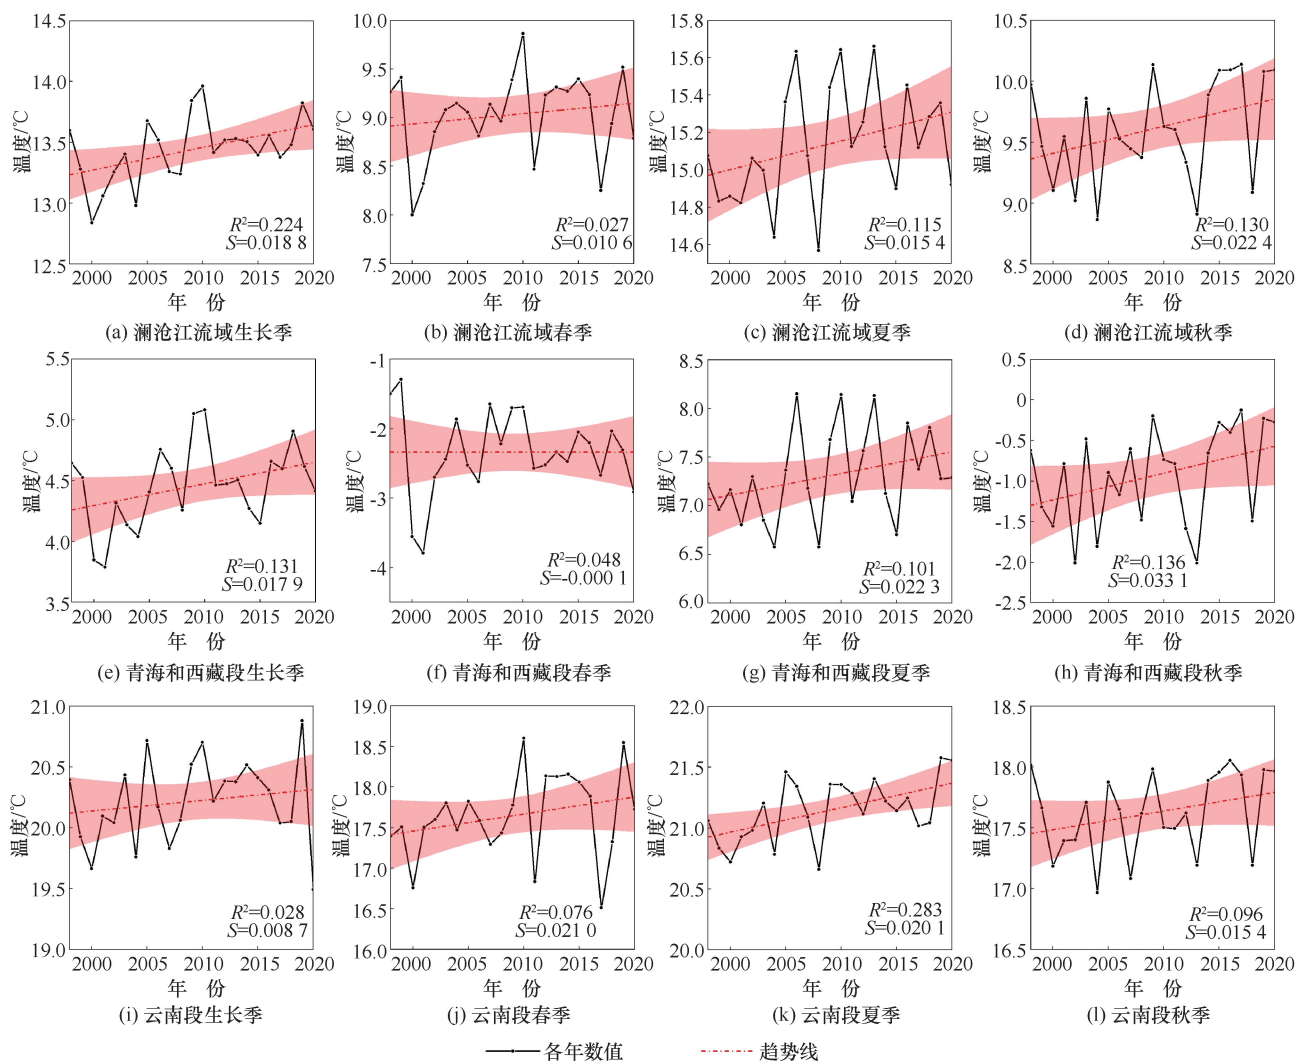 14.5
14.0
13.5
13.0
12.5
温度/℃
R²=0.224
S=0.018 8
2000 2005 2010 2015 2020
年 份
(a) 澜沧江流域生长季
10.0
9.5
9.0
8.5
8.0
7.5
温度/℃
R²=0.027
S=0.010 6
2000 2005 2010 2015 2020
年 份
(b) 澜沧江流域春季
15.8
15.6
15.4
15.2
15.0
14.8
14.6
温度/℃
R²=0.115
S=0.015 4
2000 2005 2010 2015 2020
年 份
(c) 澜沧江流域夏季
10.5
10.0
9.5
9.0
8.5
温度/℃
R²=0.130
S=0.022 4
2000 2005 2010 2015 2020
年 份
(d) 澜沧江流域秋季
5.5
5.0
4.5
4.0
3.5
温度/℃
R²=0.131
S=0.017 9
2000 2005 2010 2015 2020
年 份
(e) 青海和西藏段生长季
-1
-2
-3
-4
温度/℃
R²=0.048
S=-0.000 1
2000 2005 2010 2015 2020
年 份
(f) 青海和西藏段春季
8.5
8.0
7.5
7.0
6.5
6.0
温度/℃
R²=0.101
S=0.022 3
2000 2005 2010 2015 2020
年 份
(g) 青海和西藏段夏季
0.5
0
-0.5
-1.0
-1.5
-2.0
-2.5
温度/℃
R²=0.136
S=0.033 1
2000 2005 2010 2015 2020
年 份
(h) 青海和西藏段秋季
21.0
20.5
20.0
19.5
19.0
温度/℃
R²=0.028
S=0.008 7
2000 2005 2010 2015 2020
年 份
(i) 云南段生长季
19.0
18.5
18.0
17.5
17.0
16.5
16.0
温度/℃
R²=0.076
S=0.021 0
2000 2005 2010 2015 2020
年 份
(j) 云南段春季
22.0
21.5
21.0
20.5
20.0
温度/℃
R²=0.283
S=0.020 1
2000 2005 2010 2015 2020
年 份
(k) 云南段夏季
18.5
18.0
17.5
17.0
16.5
温度/℃
R²=0.096
S=0.015 4
2000 2005 2010 2015 2020
年 份
(l) 云南段秋季
各年数值 趋势线